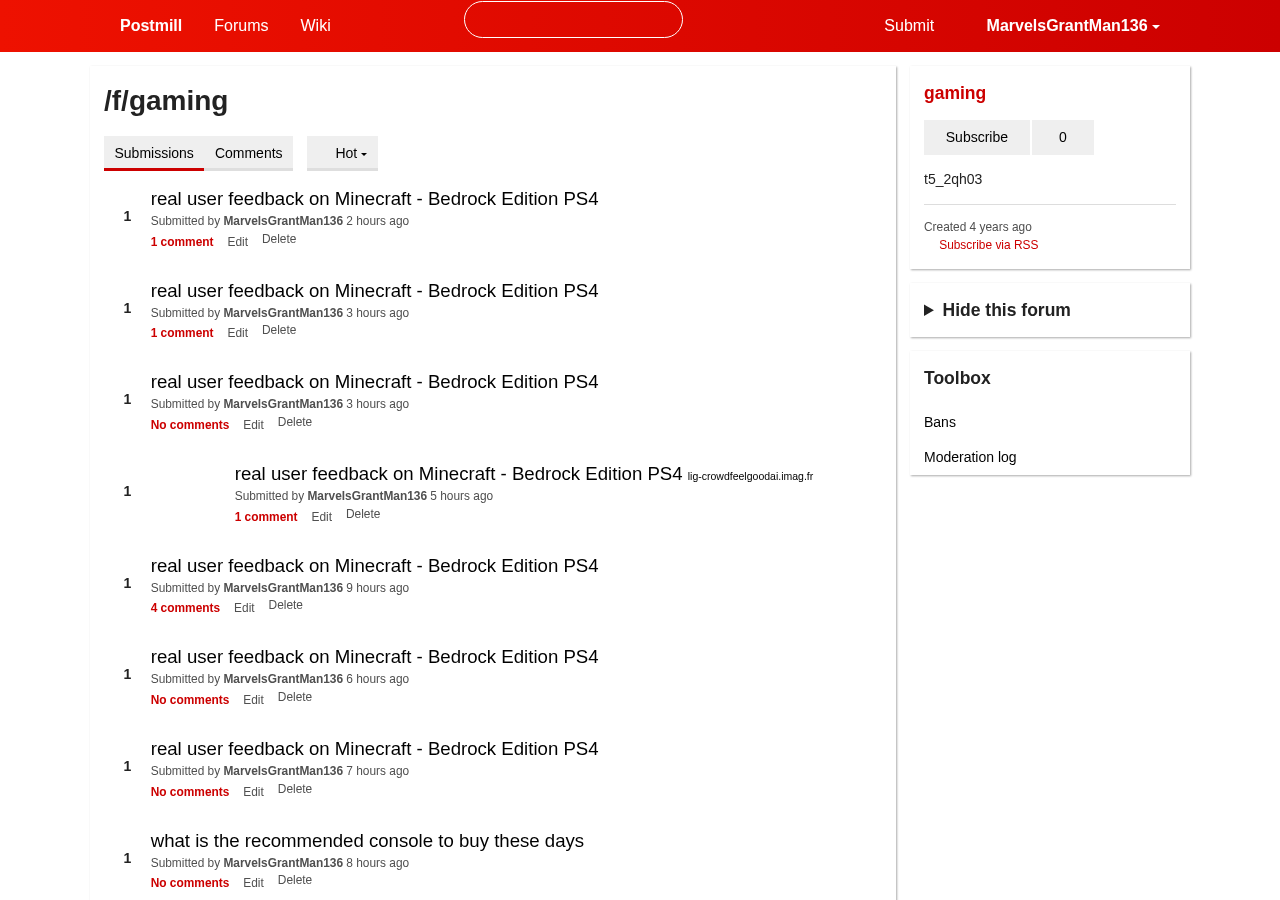 Postmill Forums Wiki Submit MarvelsGrantMan136
/f/gaming
Submissions Comments Hot
1
real user feedback on Minecraft - Bedrock Edition PS4
Submitted by MarvelsGrantMan136 2 hours ago
1 comment Edit Delete
1
real user feedback on Minecraft - Bedrock Edition PS4
Submitted by MarvelsGrantMan136 3 hours ago
1 comment Edit Delete
1
real user feedback on Minecraft - Bedrock Edition PS4
Submitted by MarvelsGrantMan136 3 hours ago
No comments Edit Delete
1
real user feedback on Minecraft - Bedrock Edition PS4 lig-crowdfeelgoodai.imag.fr
Submitted by MarvelsGrantMan136 5 hours ago
1 comment Edit Delete
1
real user feedback on Minecraft - Bedrock Edition PS4
Submitted by MarvelsGrantMan136 9 hours ago
4 comments Edit Delete
1
real user feedback on Minecraft - Bedrock Edition PS4
Submitted by MarvelsGrantMan136 6 hours ago
No comments Edit Delete
1
real user feedback on Minecraft - Bedrock Edition PS4
Submitted by MarvelsGrantMan136 7 hours ago
No comments Edit Delete
1
what is the recommended console to buy these days
Submitted by MarvelsGrantMan136 8 hours ago
No comments Edit Delete
gaming
Subscribe 0
t5_2qh03
Created 4 years ago
Subscribe via RSS
Hide this forum
Toolbox
Bans
Moderation log